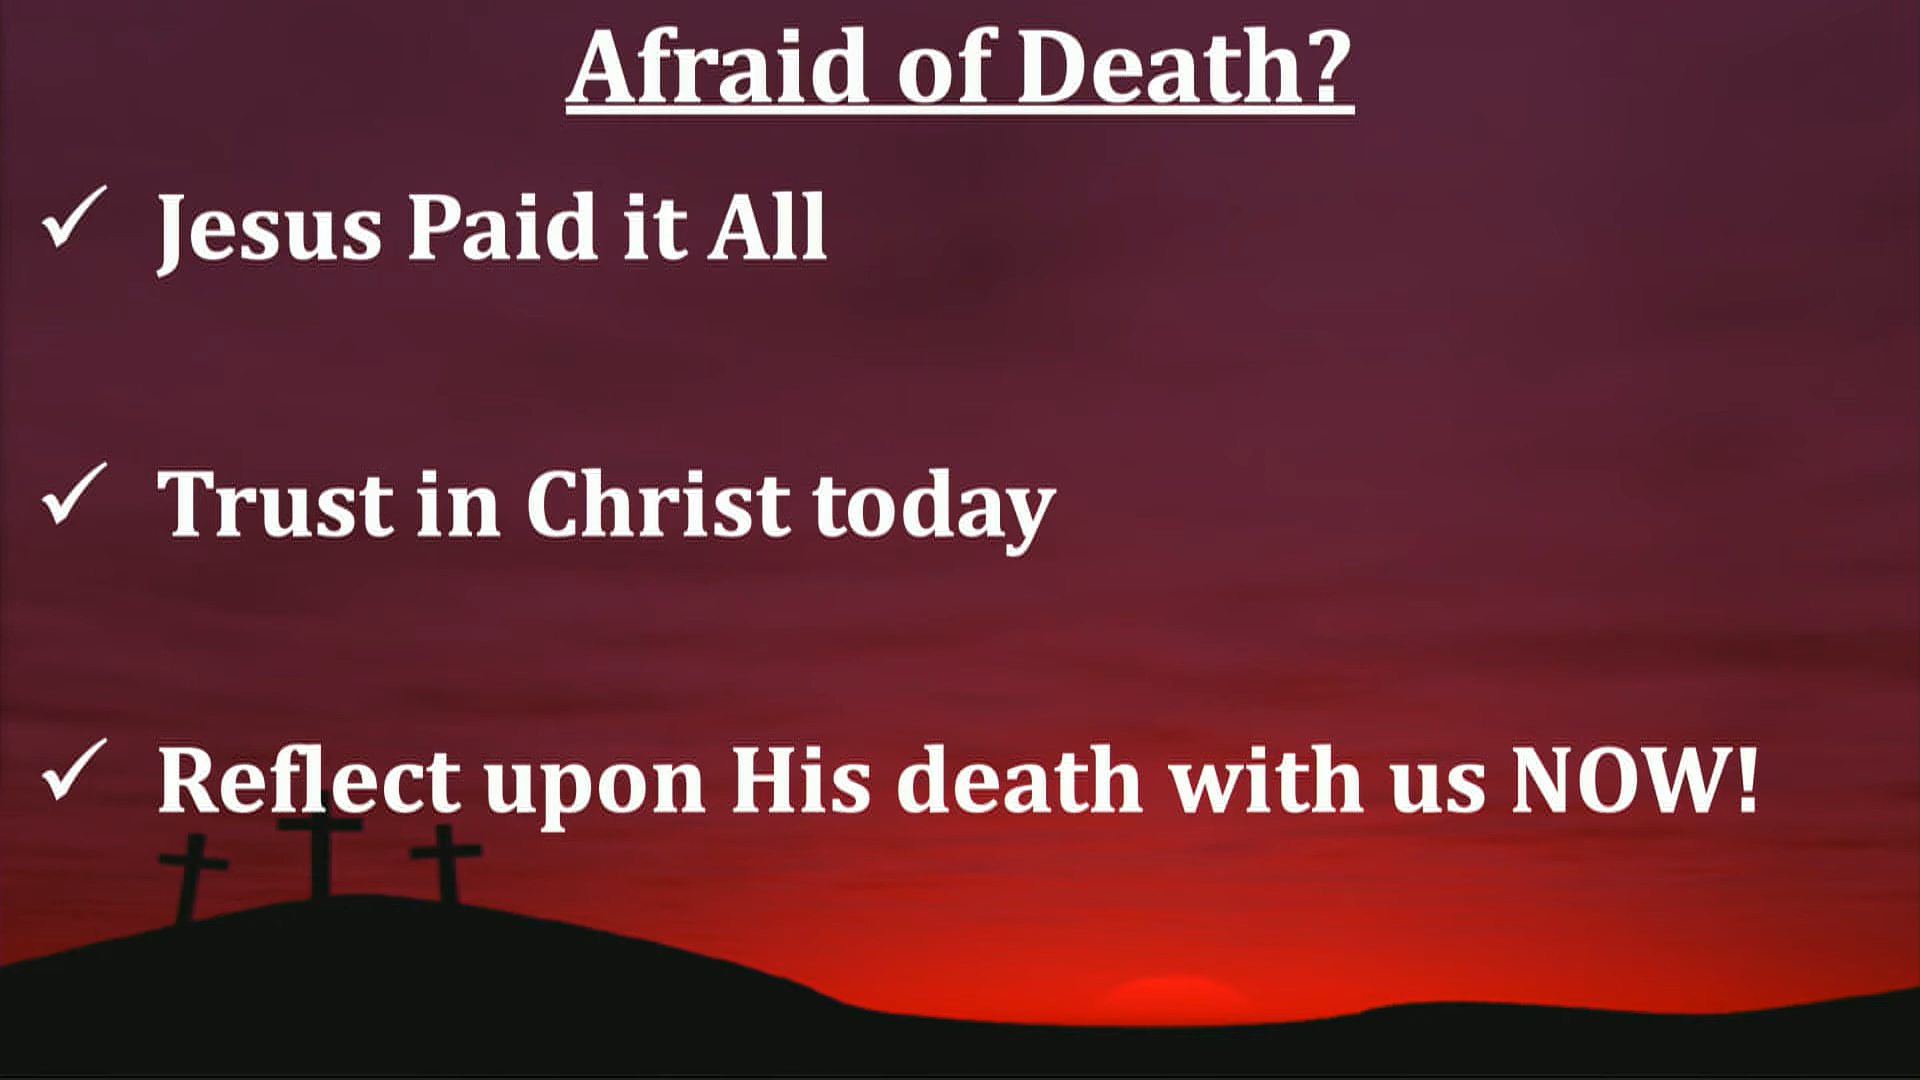 Afraid of Death?
✓ Jesus Paid it All
✓ Trust in Christ today
✓ Reflect upon His death with us NOW!